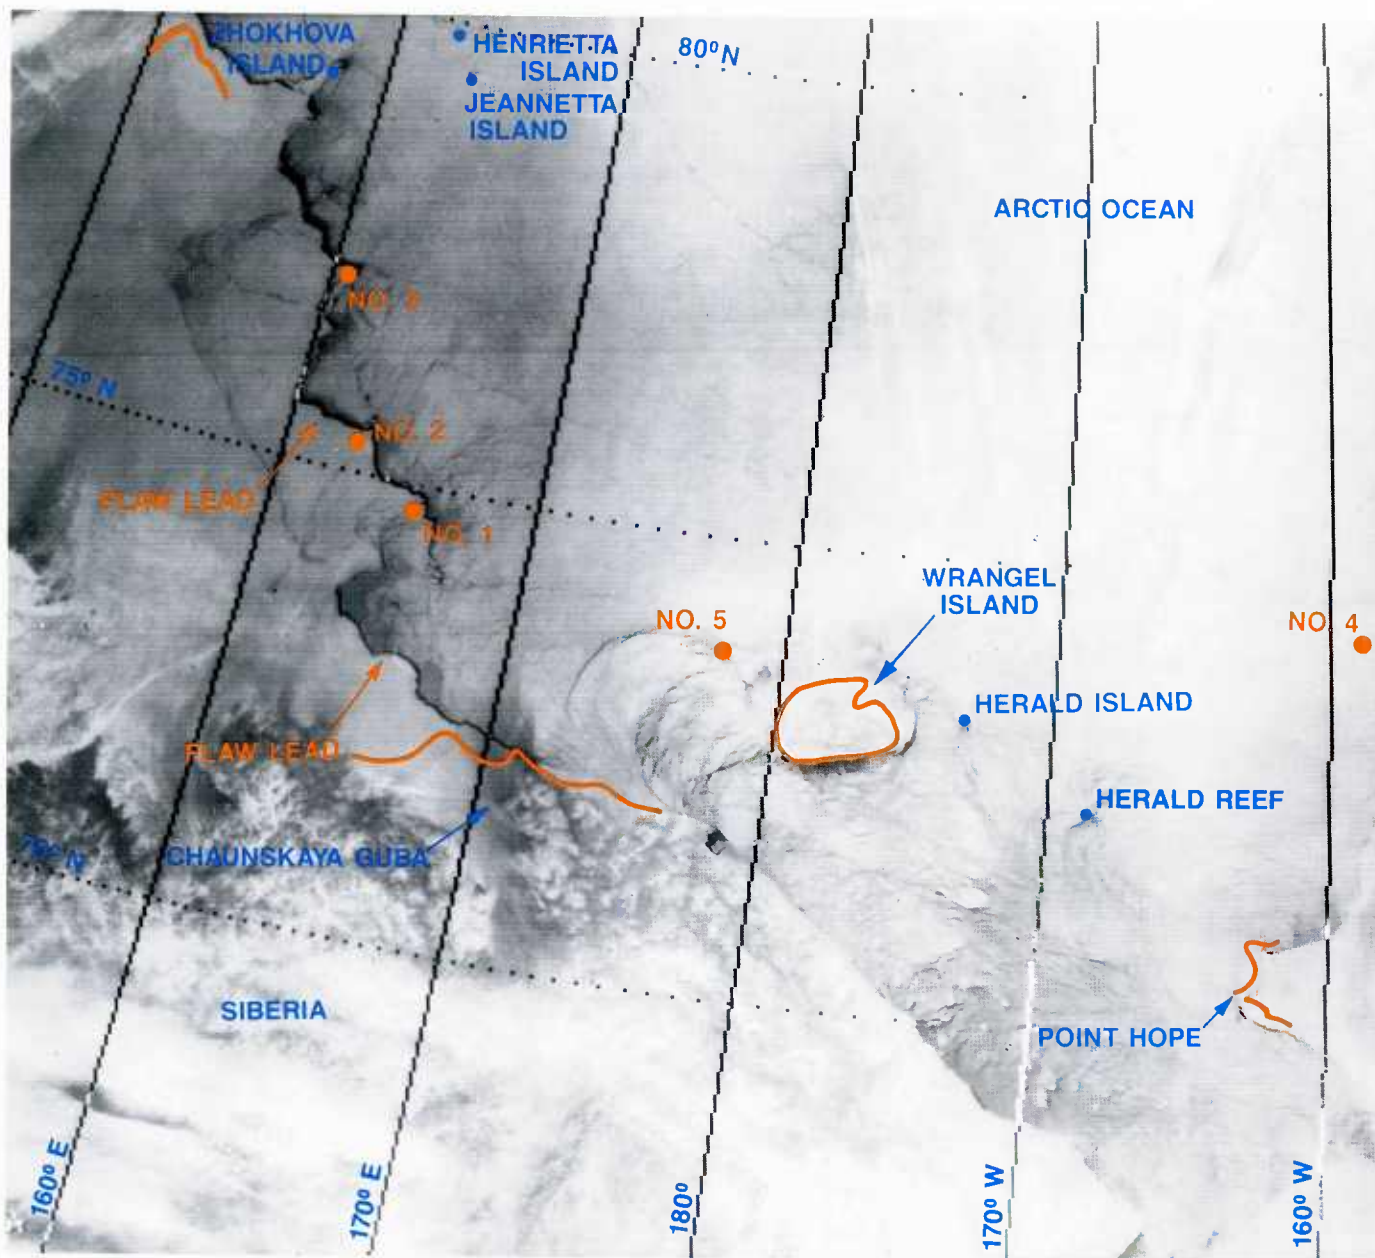 ZHOKHOVA
ISLAND
HENRIETTA
ISLAND
JEANNETTA
ISLAND
80° N
ARCTIC OCEAN
NO. 3
75° N
NO. 2
FLAW LEAD
NO. 1
WRANGEL
ISLAND
NO. 5
NO. 4
HERALD ISLAND
FLAW LEAD
HERALD REEF
70° N
CHAUNSKAYA GUBA
SIBERIA
POINT HOPE
160° E
170° E
180°
170° W
160° W